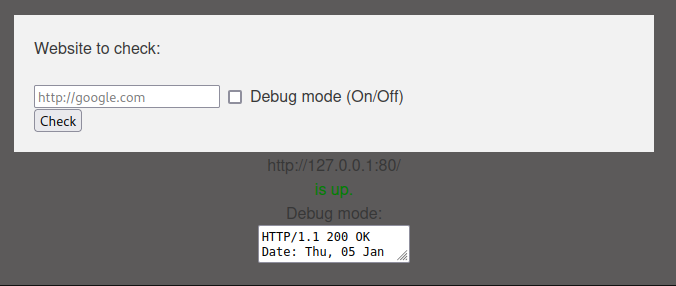 Website to check:
http://google.com Debug mode (On/Off)
Check
http://127.0.0.1:80/
is up.
Debug mode:
HTTP/1.1 200 OK
Date: Thu, 05 Jan